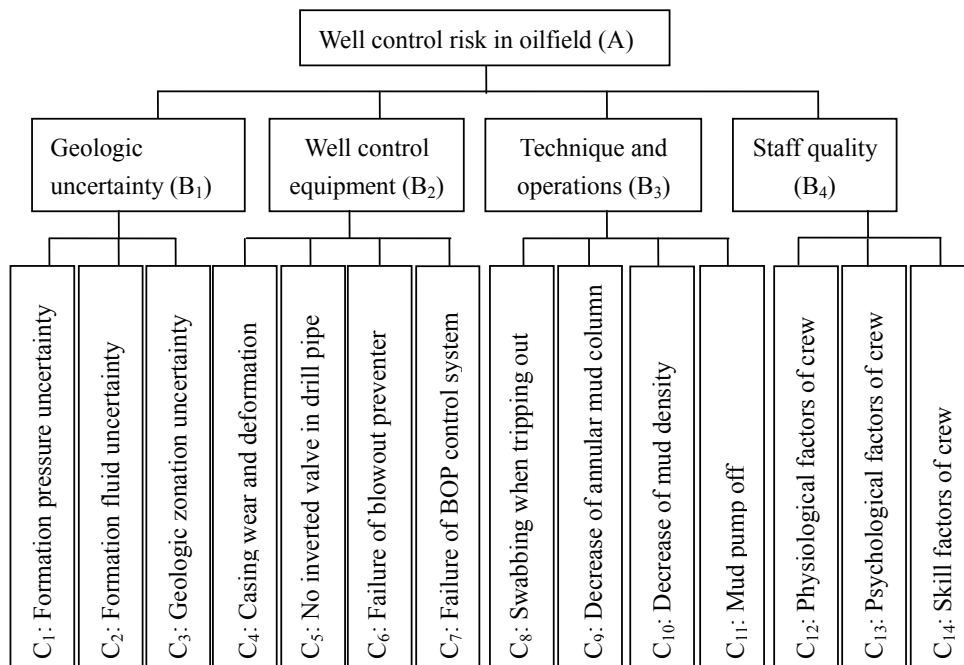 Well control risk in oilfield (A)
Geologic
uncertainty (B₁)
Well control
equipment (B₂)
Technique and
operations (B₃)
Staff quality
(B₄)
C₁: Formation pressure uncertainty
C₂: Formation fluid uncertainty
C₃: Geologic zonation uncertainty
C₄: Casing wear and deformation
C₅: No inverted valve in drill pipe
C₆: Failure of blowout preventer
C₇: Failure of BOP control system
C₈: Swabbing when tripping out
C₉: Decrease of annular mud column
C₁₀: Decrease of mud density
C₁₁: Mud pump off
C₁₂: Physiological factors of crew
C₁₃: Psychological factors of crew
C₁₄: Skill factors of crew